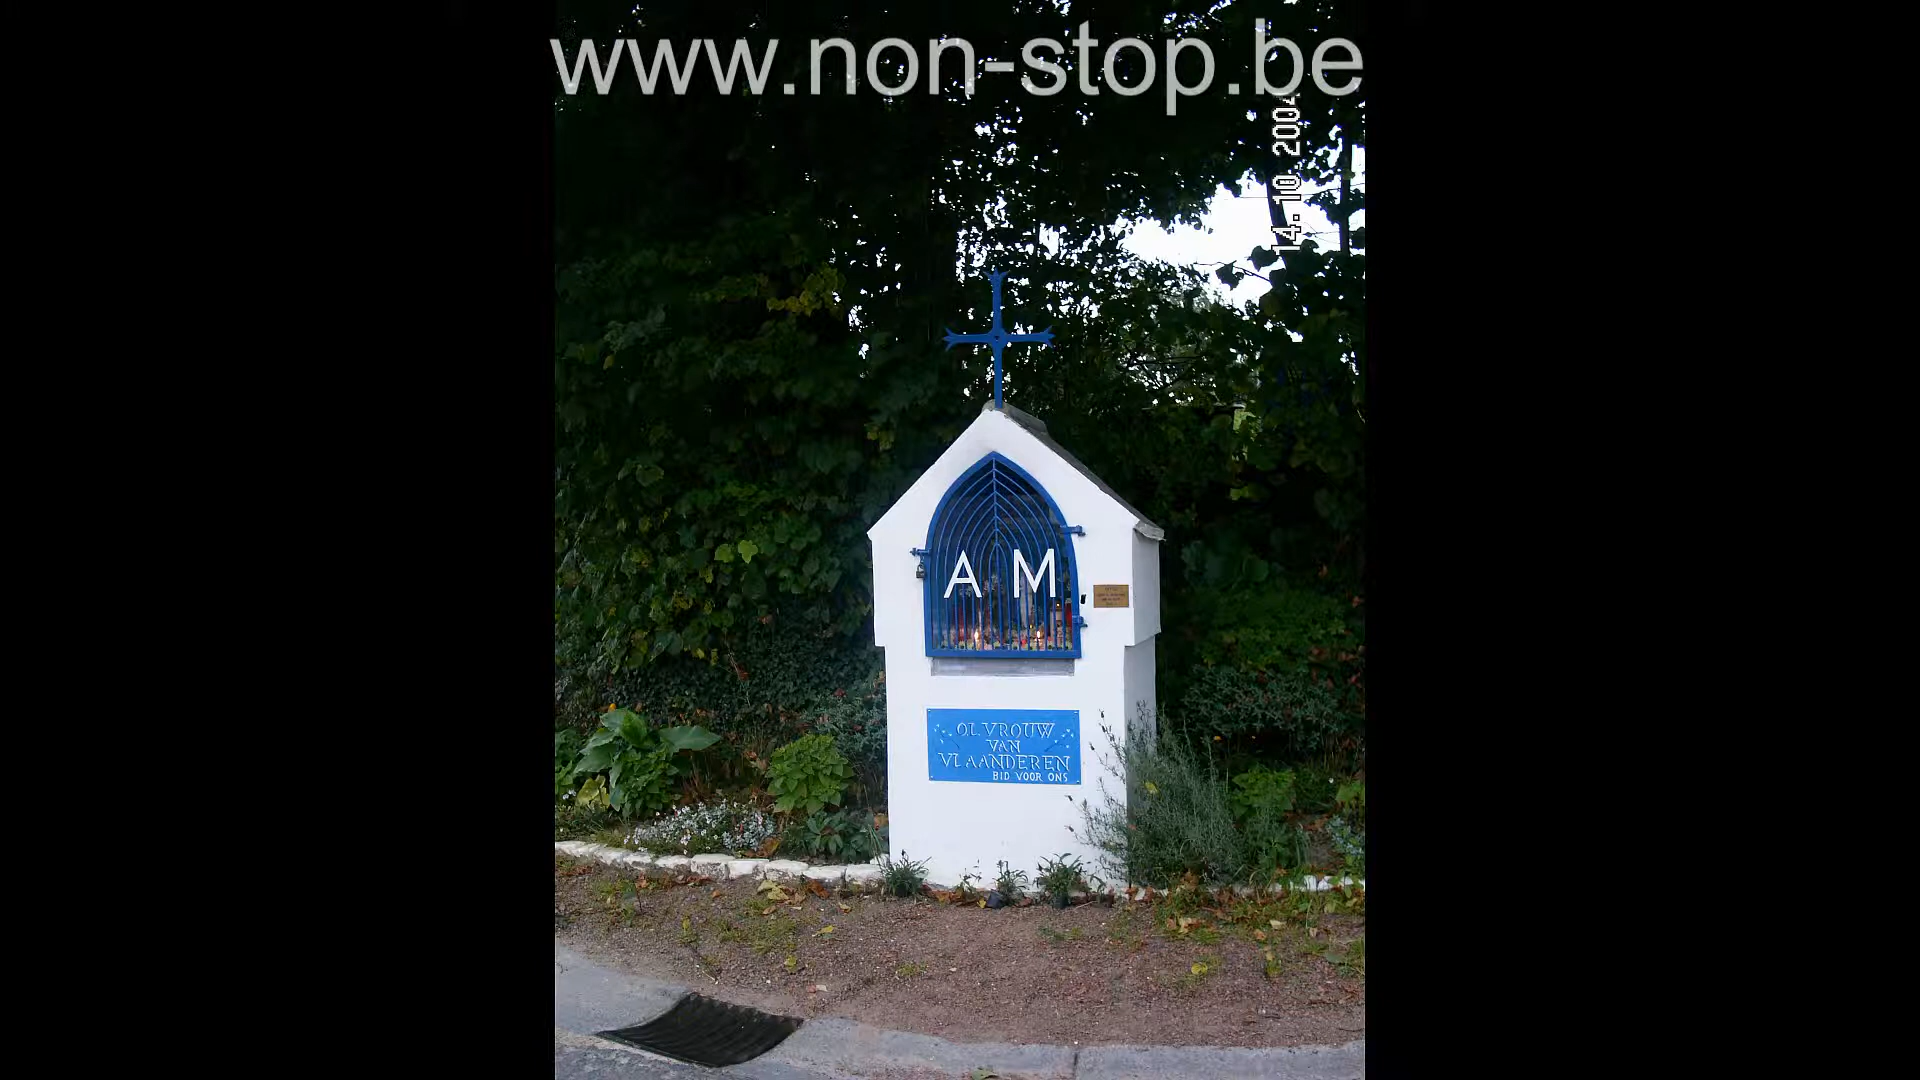 www.non-stop.be
14.10 2004
A M
O.L. VROUW
VAN
VLAANDEREN
BID VOOR ONS